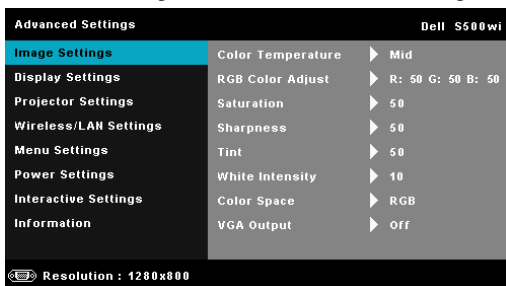 Advanced Settings Dell S500wi
Image Settings Color Temperature Mid
Display Settings RGB Color Adjust R: 50 G: 50 B: 50
Projector Settings Saturation 50
Wireless/LAN Settings Sharpness 50
Menu Settings Tint 50
Power Settings White Intensity 10
Interactive Settings Color Space RGB
Information VGA Output Off
Resolution : 1280x800